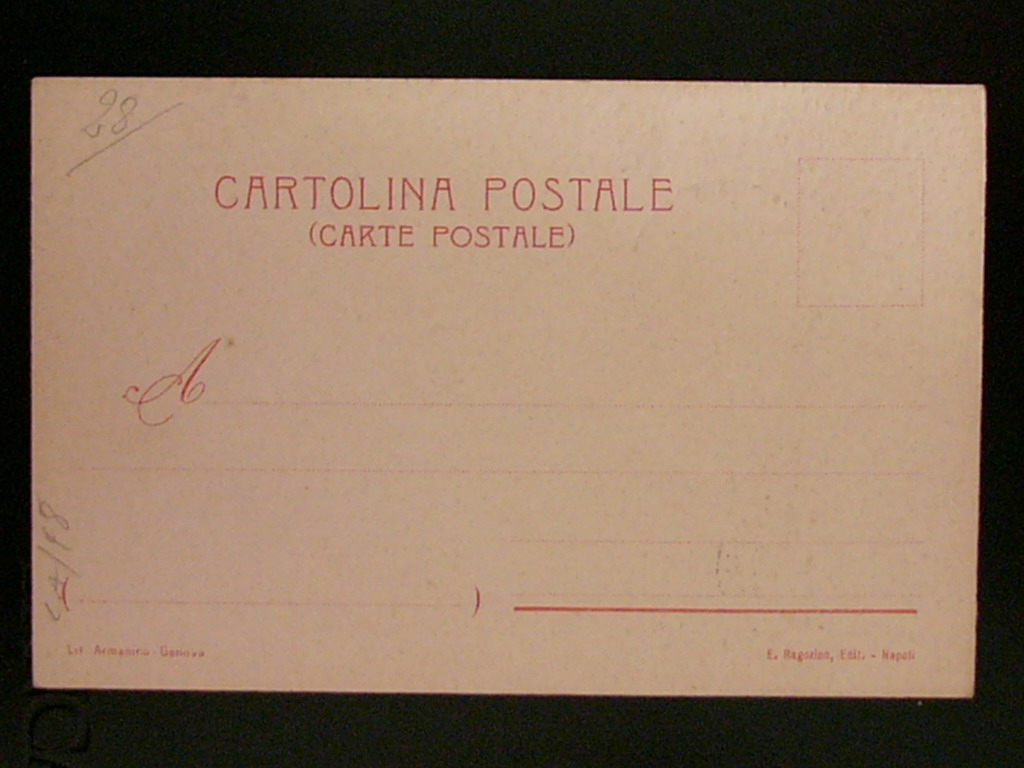 28
CARTOLINA POSTALE
(CARTE POSTALE)
A
Lit Armanino - Genova
E. Ragozino, Edit. - Napoli